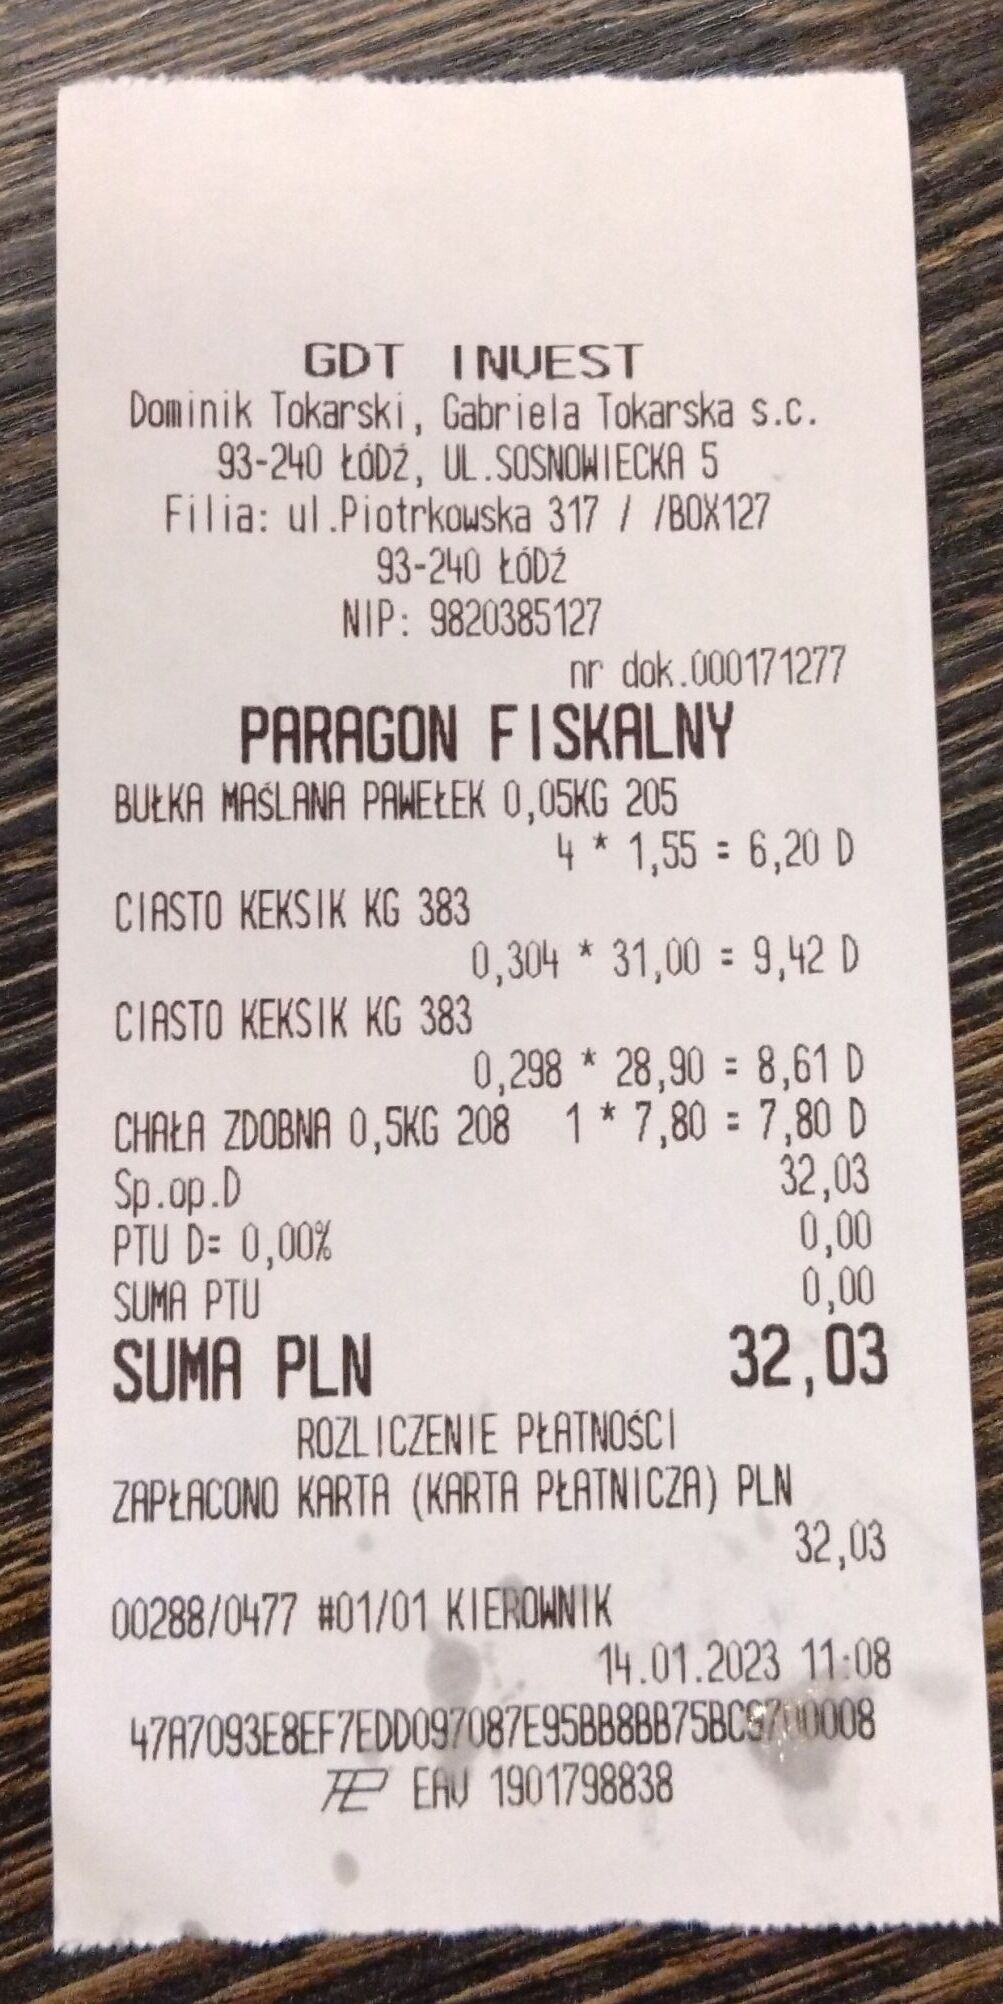 GDT INVEST
Dominik Tokarski, Gabriela Tokarska s.c.
93-240 ŁÓDŹ, UL.SOSNOWIECKA 5
Filia: ul.Piotrkowska 317 / /BOX127
93-240 ŁÓDŹ
NIP: 9820385127
nr dok.000171277
PARAGON FISKALNY
BUŁKA MAŚLANA PAWEŁEK 0,05KG 205
4 * 1,55 = 6,20 D
CIASTO KEKSIK KG 383
0,304 * 31,00 = 9,42 D
CIASTO KEKSIK KG 383
0,298 * 28,90 = 8,61 D
CHAŁA ZDOBNA 0,5KG 208 1 * 7,80 = 7,80 D
Sp.op.D 32,03
PTU D= 0,00% 0,00
SUMA PTU 0,00
SUMA PLN 32,03
ROZLICZENIE PŁATNOŚCI
ZAPŁACONO KARTA (KARTA PŁATNICZA) PLN
32,03
00288/0477 #01/01 KIEROWNIK
14.01.2023 11:08
EAU 1901798838